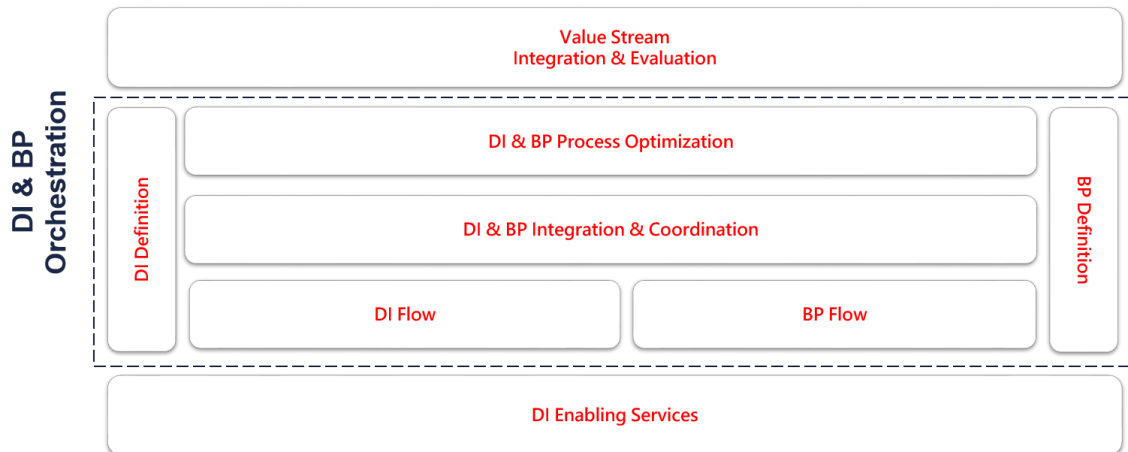 Value Stream
Integration & Evaluation
DI & BP
Orchestration
DI Definition
DI & BP Process Optimization
DI & BP Integration & Coordination
DI Flow
BP Flow
BP Definition
DI Enabling Services